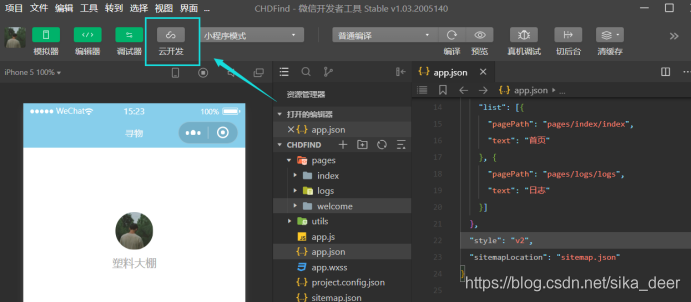 项目 文件 编辑 工具 转到 选择 视图 界面 ... CHDFind - 微信开发者工具 Stable v1.03.2005140
模拟器 编辑器 调试器 云开发 小程序模式 普通编译 编译 预览 真机调试 切后台 清缓存
iPhone 5 100%
WeChat 15:23 100%
寻物
塑料大棚
资源管理器
打开的编辑器
app.json
CHDFIND
pages
index
logs
welcome
utils
app.js
app.json
app.wxss
project.config.json
sitemap.json
app.json
app.json ...
14 "list": [{
15 "pagePath": "pages/index/index",
16 "text": "首页"
17 }, {
18 "pagePath": "pages/logs/logs",
19 "text": "日志"
20 }]
21 },
22 "style": "v2",
23 "sitemapLocation": "sitemap.json"
}
https://blog.csdn.net/sika_deer